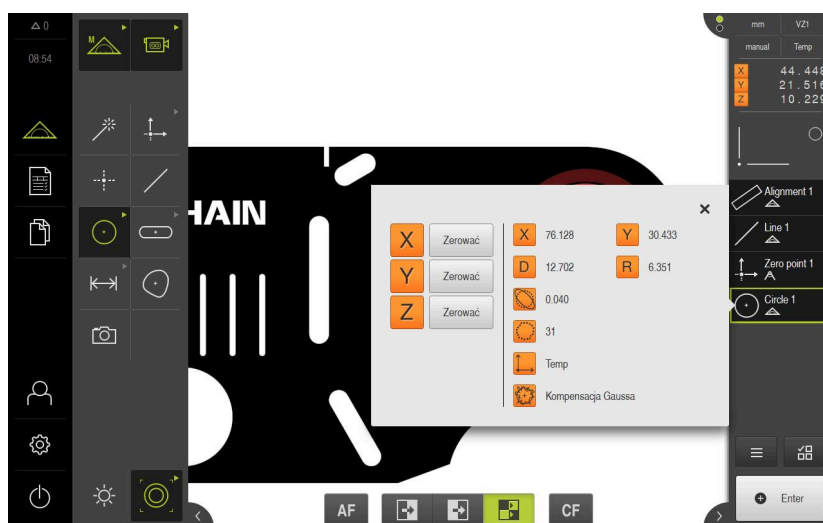 0
08:54
M
HAIN
X Zerować
Y Zerować
Z Zerować
X 76.128 Y 30.433
D 12.702 R 6.351
0.040
31
Temp
Kompensacja Gaussa
AF
CF
mm VZ1
manual Temp
X 44.448
Y 21.516
Z 10.229
Alignment 1
Line 1
Zero point 1
Circle 1
Enter